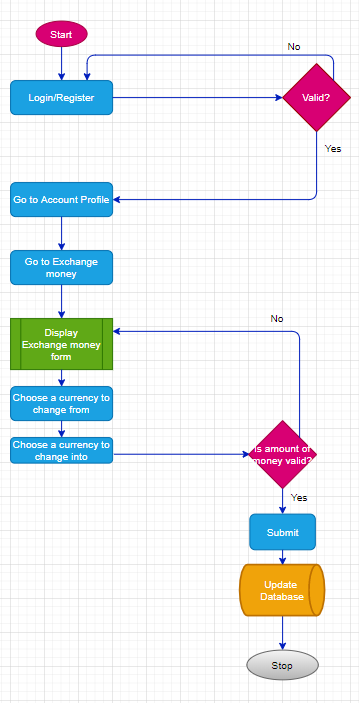 Start
No
Login/Register
Valid?
Yes
Go to Account Profile
Go to Exchange
money
Display
Exchange money
form
No
Choose a currency to
change from
Choose a currency to
change into
Is amount of
money valid?
Yes
Submit
Update
Database
Stop